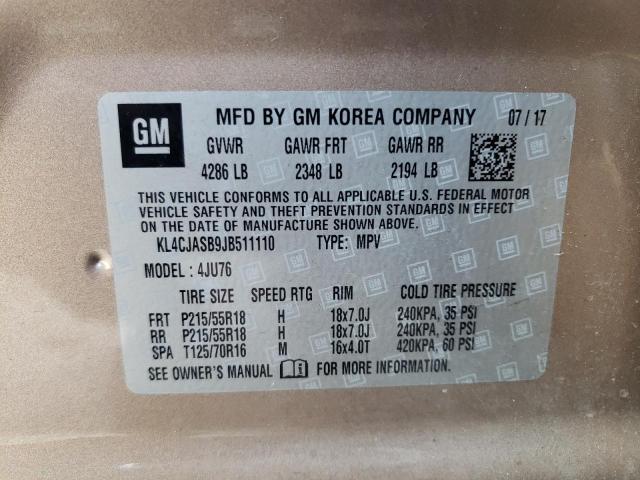 GM MFD BY GM KOREA COMPANY 07/17
GVWR GAWR FRT GAWR RR
4286 LB 2348 LB 2194 LB
THIS VEHICLE CONFORMS TO ALL APPLICABLE U.S. FEDERAL MOTOR
VEHICLE SAFETY AND THEFT PREVENTION STANDARDS IN EFFECT
ON THE DATE OF MANUFACTURE SHOWN ABOVE.
KL4CJASB9JB511110 TYPE: MPV
MODEL : 4JU76
TIRE SIZE SPEED RTG RIM COLD TIRE PRESSURE
FRT P215/55R18 H 18x7.0J 240KPA, 35 PSI
RR P215/55R18 H 18x7.0J 240KPA, 35 PSI
SPA T125/70R16 M 16x4.0T 420KPA, 60 PSI
SEE OWNER'S MANUAL FOR MORE INFORMATION.